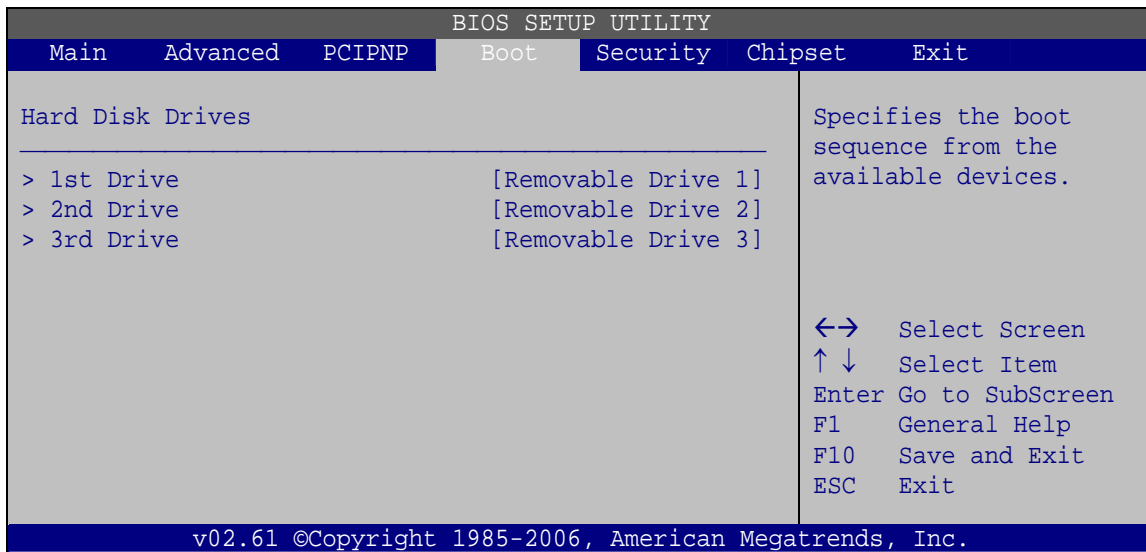 BIOS SETUP UTILITY
Main Advanced PCIPNP Boot Security Chipset Exit
Hard Disk Drives
> 1st Drive [Removable Drive 1]
> 2nd Drive [Removable Drive 2]
> 3rd Drive [Removable Drive 3]
Specifies the boot
sequence from the
available devices.
←→ Select Screen
↑ ↓ Select Item
Enter Go to SubScreen
F1 General Help
F10 Save and Exit
ESC Exit
v02.61 ©Copyright 1985-2006, American Megatrends, Inc.